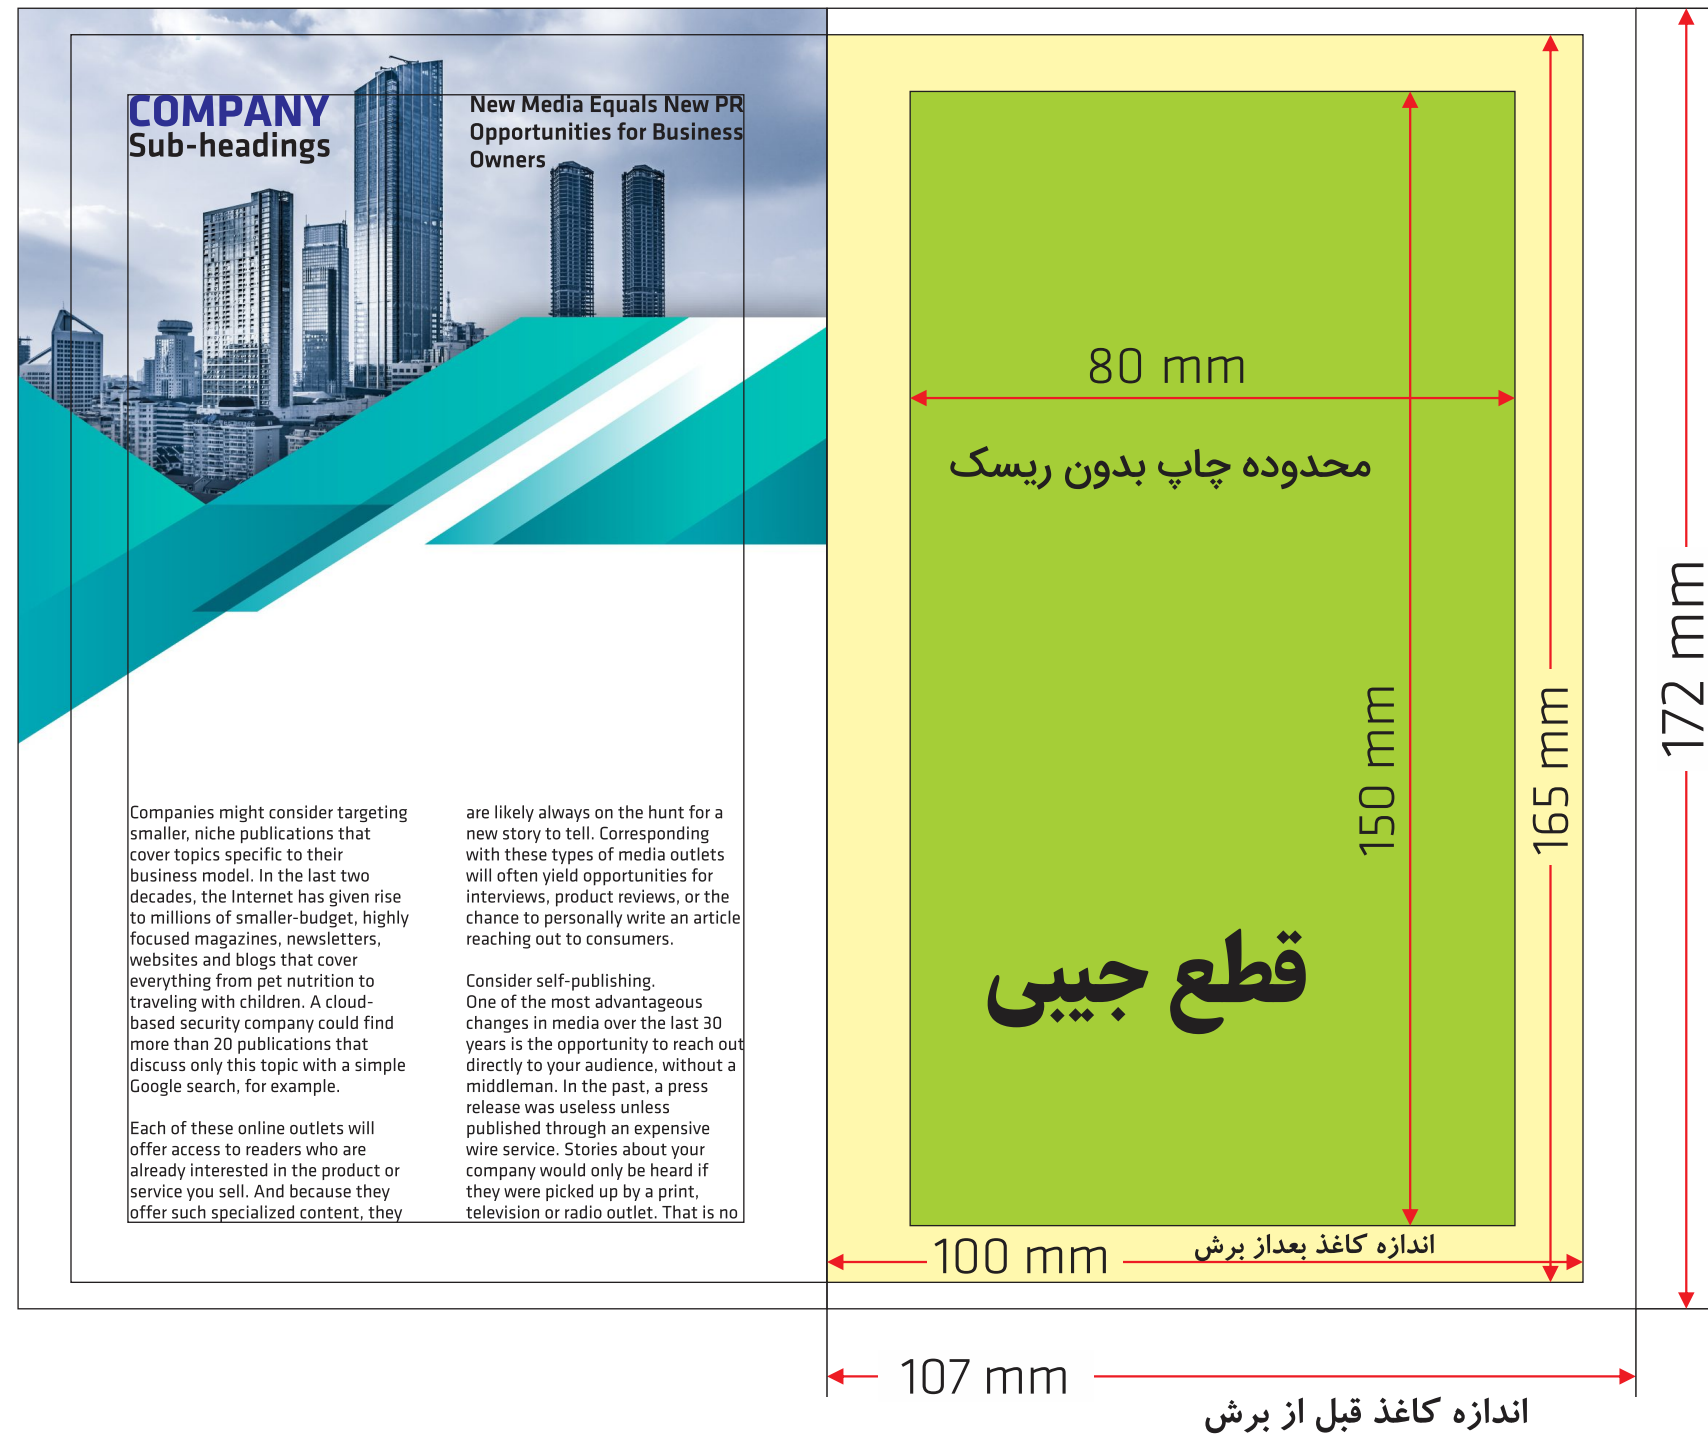 COMPANY
Sub-headings
New Media Equals New PR
Opportunities for Business
Owners
Companies might consider targeting
smaller, niche publications that
cover topics specific to their
business model. In the last two
decades, the Internet has given rise
to millions of smaller-budget, highly
focused magazines, newsletters,
websites and blogs that cover
everything from pet nutrition to
traveling with children. A cloud-
based security company could find
more than 20 publications that
discuss only this topic with a simple
Google search, for example.
Each of these online outlets will
offer access to readers who are
already interested in the product or
service you sell. And because they
offer such specialized content, they
are likely always on the hunt for a
new story to tell. Corresponding
with these types of media outlets
will often yield opportunities for
interviews, product reviews, or the
chance to personally write an article
reaching out to consumers.
Consider self-publishing.
One of the most advantageous
changes in media over the last 30
years is the opportunity to reach out
directly to your audience, without a
middleman. In the past, a press
release was useless unless
published through an expensive
wire service. Stories about your
company would only be heard if
they were picked up by a print,
television or radio outlet. That is no
80 mm
محدوده چاپ بدون ریسک
150 mm
165 mm
172 mm
قطع جیبی
اندازه کاغذ بعداز برش
100 mm
107 mm
اندازه کاغذ قبل از برش